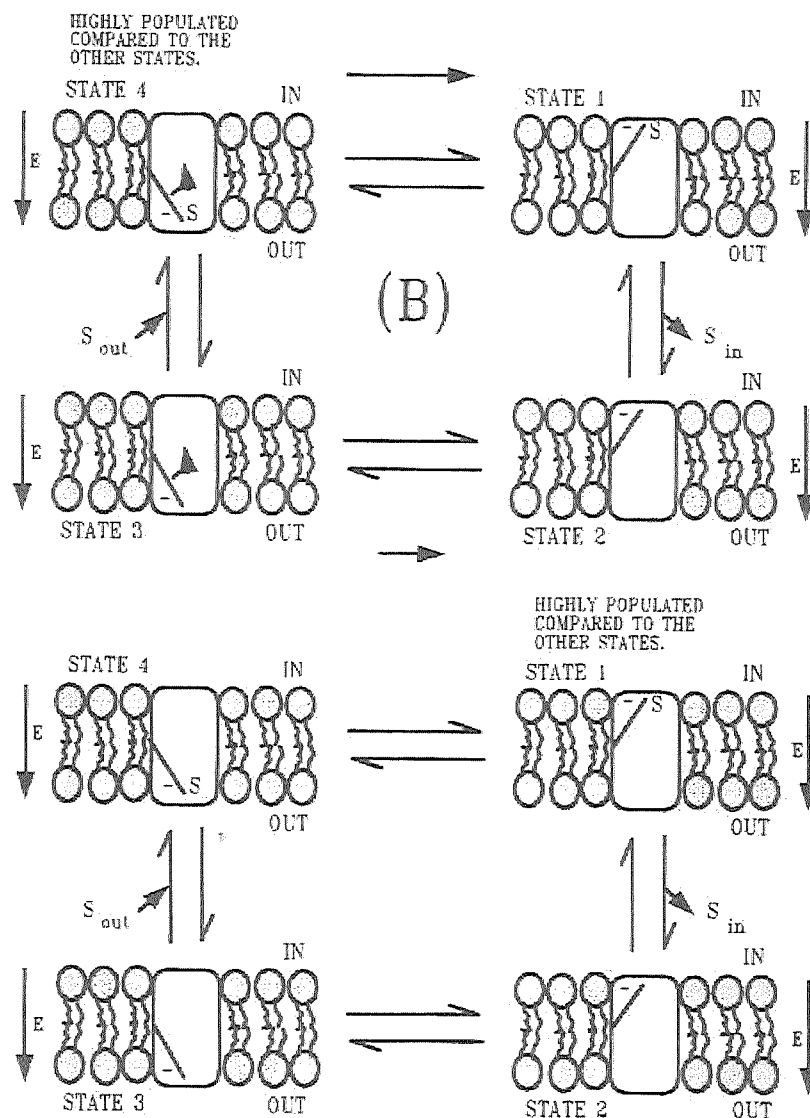 HIGHLY POPULATED
COMPARED TO THE
OTHER STATES.
STATE 4
IN
STATE 1
IN
E
- S
E
- S
OUT
OUT
(B)
S out
S in
IN
IN
E
-
E
-
STATE 3
OUT
STATE 2
OUT
HIGHLY POPULATED
COMPARED TO THE
OTHER STATES.
STATE 4
IN
STATE 1
IN
E
- S
E
- S
OUT
OUT
S out
S in
IN
IN
E
-
E
-
STATE 3
OUT
STATE 2
OUT